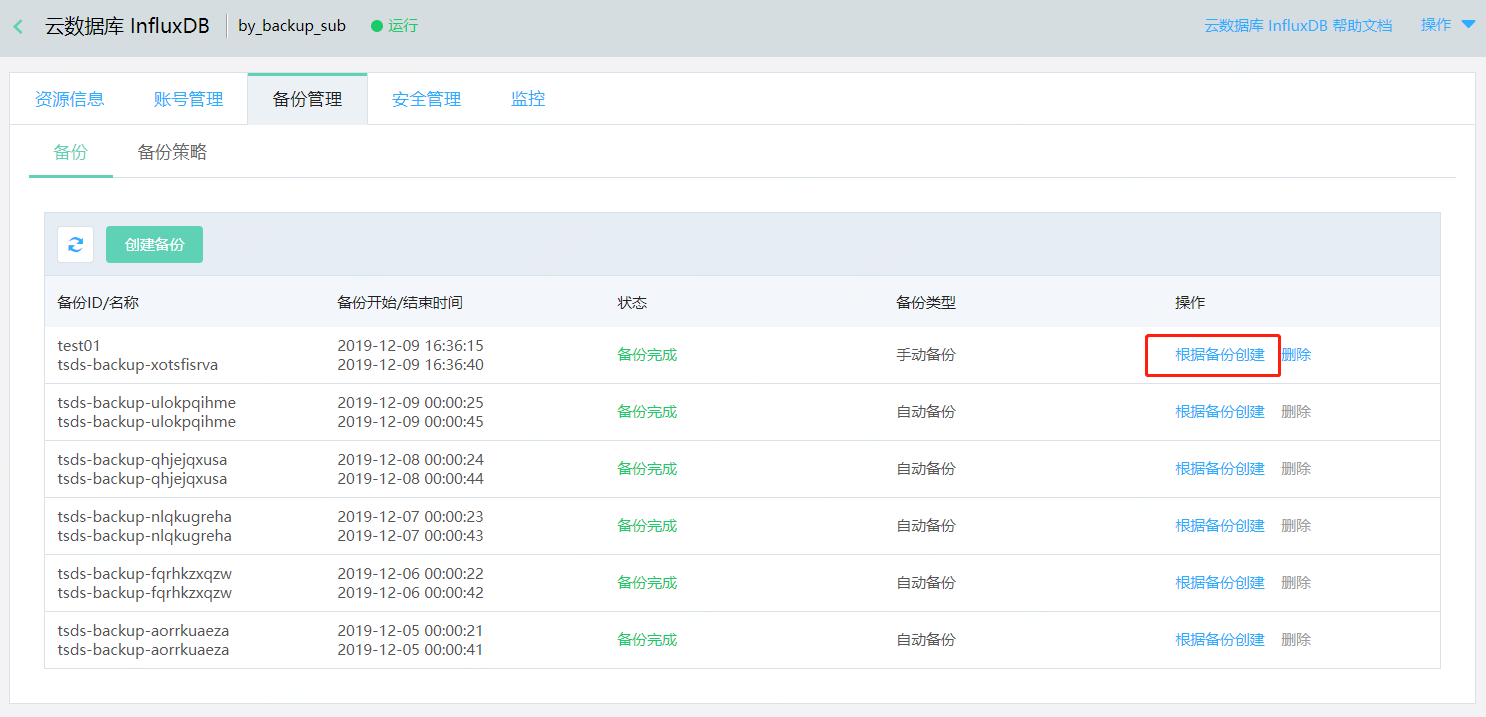 云数据库 InfluxDB by_backup_sub 运行 云数据库 InfluxDB 帮助文档 操作
资源信息 账号管理 备份管理 安全管理 监控
备份 备份策略
创建备份
备份ID/名称 备份开始/结束时间 状态 备份类型 操作
test01 2019-12-09 16:36:15
备份完成 手动备份 根据备份创建 删除
tsds-backup-xotsfisrva 2019-12-09 16:36:40
tsds-backup-ulokpqihme 2019-12-09 00:00:25
备份完成 自动备份 根据备份创建 删除
tsds-backup-ulokpqihme 2019-12-09 00:00:45
tsds-backup-qhjejqxusa 2019-12-08 00:00:24
备份完成 自动备份 根据备份创建 删除
tsds-backup-qhjejqxusa 2019-12-08 00:00:44
tsds-backup-nlqkugreha 2019-12-07 00:00:23
备份完成 自动备份 根据备份创建 删除
tsds-backup-nlqkugreha 2019-12-07 00:00:43
tsds-backup-fqrhkzxqzw 2019-12-06 00:00:22
备份完成 自动备份 根据备份创建 删除
tsds-backup-fqrhkzxqzw 2019-12-06 00:00:42
tsds-backup-aorrkuaeza 2019-12-05 00:00:21
备份完成 自动备份 根据备份创建 删除
tsds-backup-aorrkuaeza 2019-12-05 00:00:41